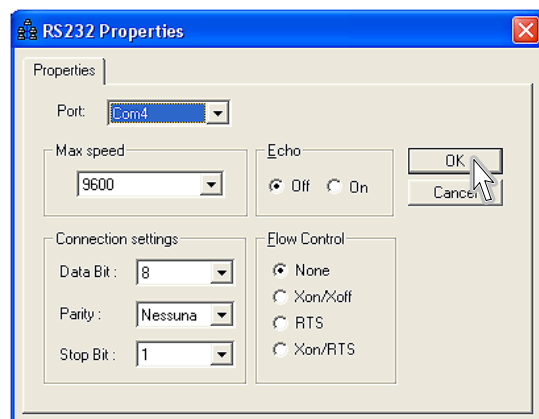 RS232 Properties
Properties
Port: Com4
Max speed
9600
Echo
Off On
OK
Cancel
Connection settings
Data Bit : 8
Parity : Nessuna
Stop Bit : 1
Flow Control
None
Xon/Xoff
RTS
Xon/RTS